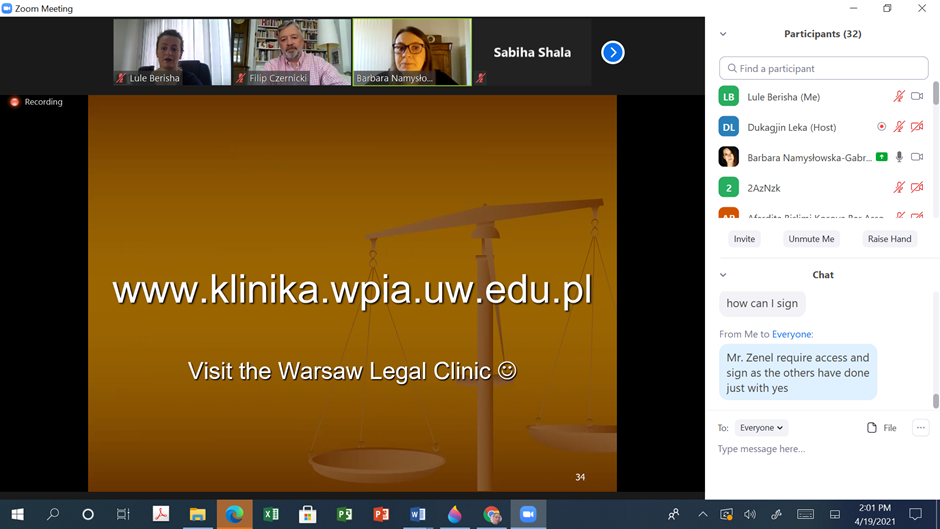 Zoom Meeting
Lule Berisha
Filip Czernicki
Barbara Namysło...
Sabiha Shala
Recording
www.klinika.wpia.uw.edu.pl
Visit the Warsaw Legal Clinic ☺
34
Participants (32)
Find a participant
LB Lule Berisha (Me)
DL Dukagjin Leka (Host)
Barbara Namysłowska-Gabr...
2 2AzNzk
Invite Unmute Me Raise Hand
Chat
how can I sign
From Me to Everyone:
Mr. Zenel require access and
sign as the others have done
just with yes
To: Everyone File ...
Type message here...
2:01 PM
4/19/2021